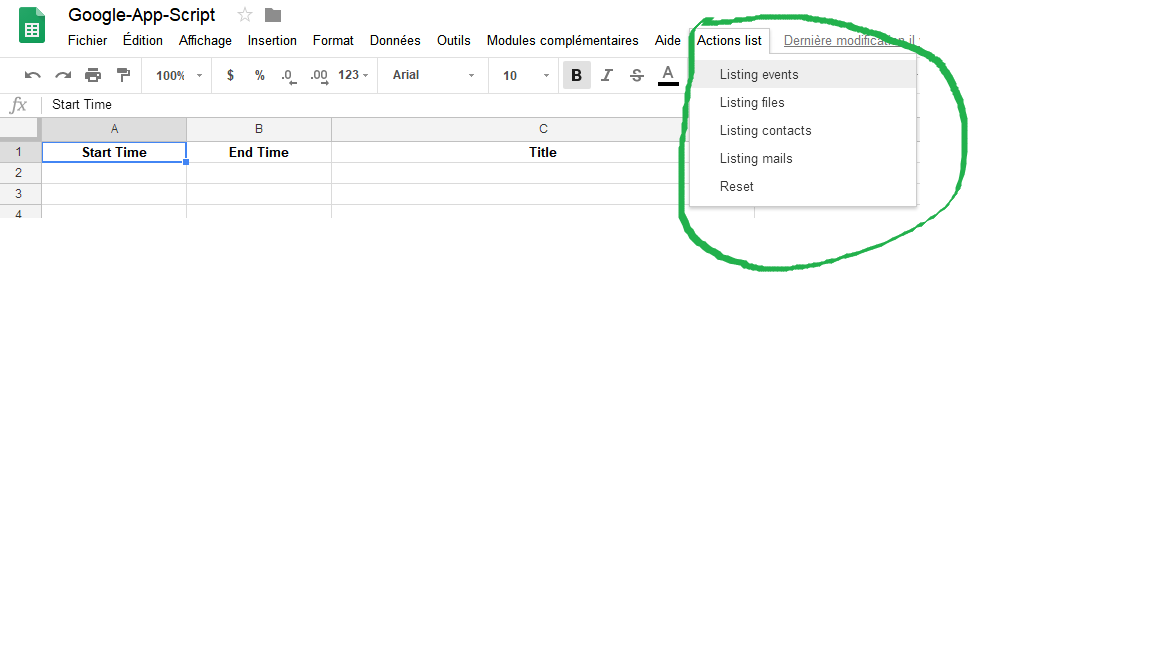 Google-App-Script
Fichier Édition Affichage Insertion Format Données Outils Modules complémentaires Aide Actions list Dernière modification il
100% $ % .0 .00 123 Arial 10 B I S A
Listing events
fx Start Time
Listing files
A B C
Listing contacts
1 Start Time End Time Title
Listing mails
2
Reset
3
4